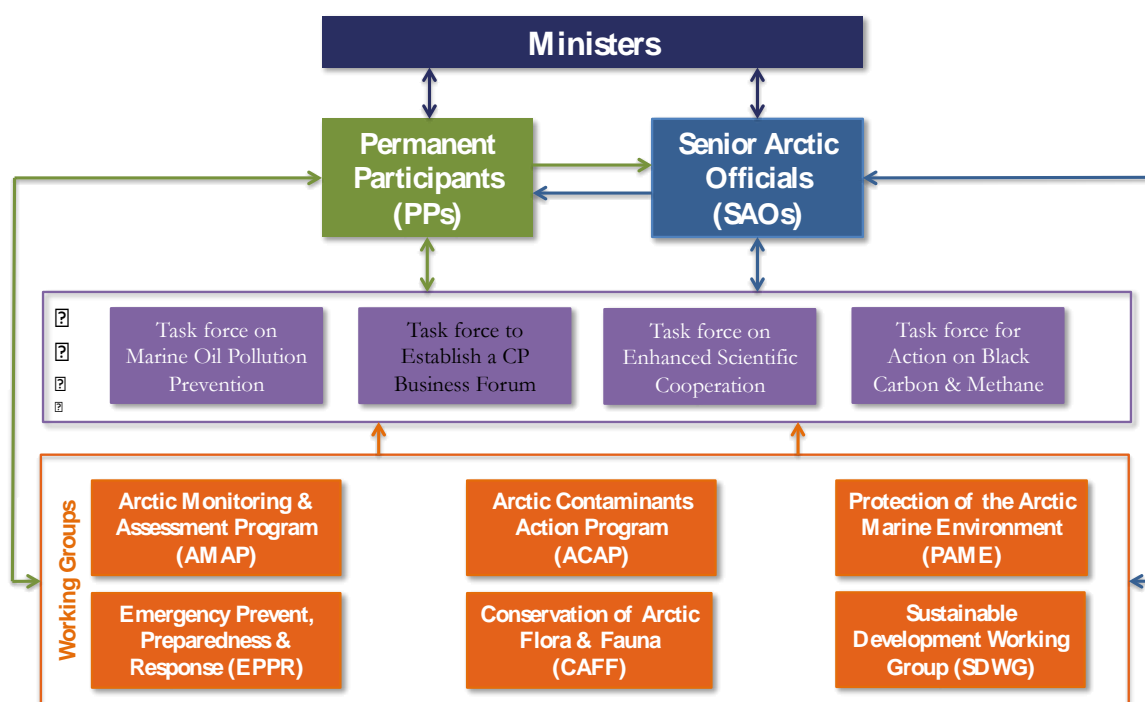 Ministers
Permanent
Participants
(PPs)
Senior Arctic
Officials
(SAOs)
Task force on
Marine Oil Pollution
Prevention
Task force to
Establish a CP
Business Forum
Task force on
Enhanced Scientific
Cooperation
Task force for
Action on Black
Carbon & Methane
Working Groups
Arctic Monitoring &
Assessment Program
(AMAP)
Arctic Contaminants
Action Program
(ACAP)
Protection of the Arctic
Marine Environment
(PAME)
Emergency Prevent,
Preparedness &
Response (EPPR)
Conservation of Arctic
Flora & Fauna
(CAFF)
Sustainable
Development Working
Group (SDWG)